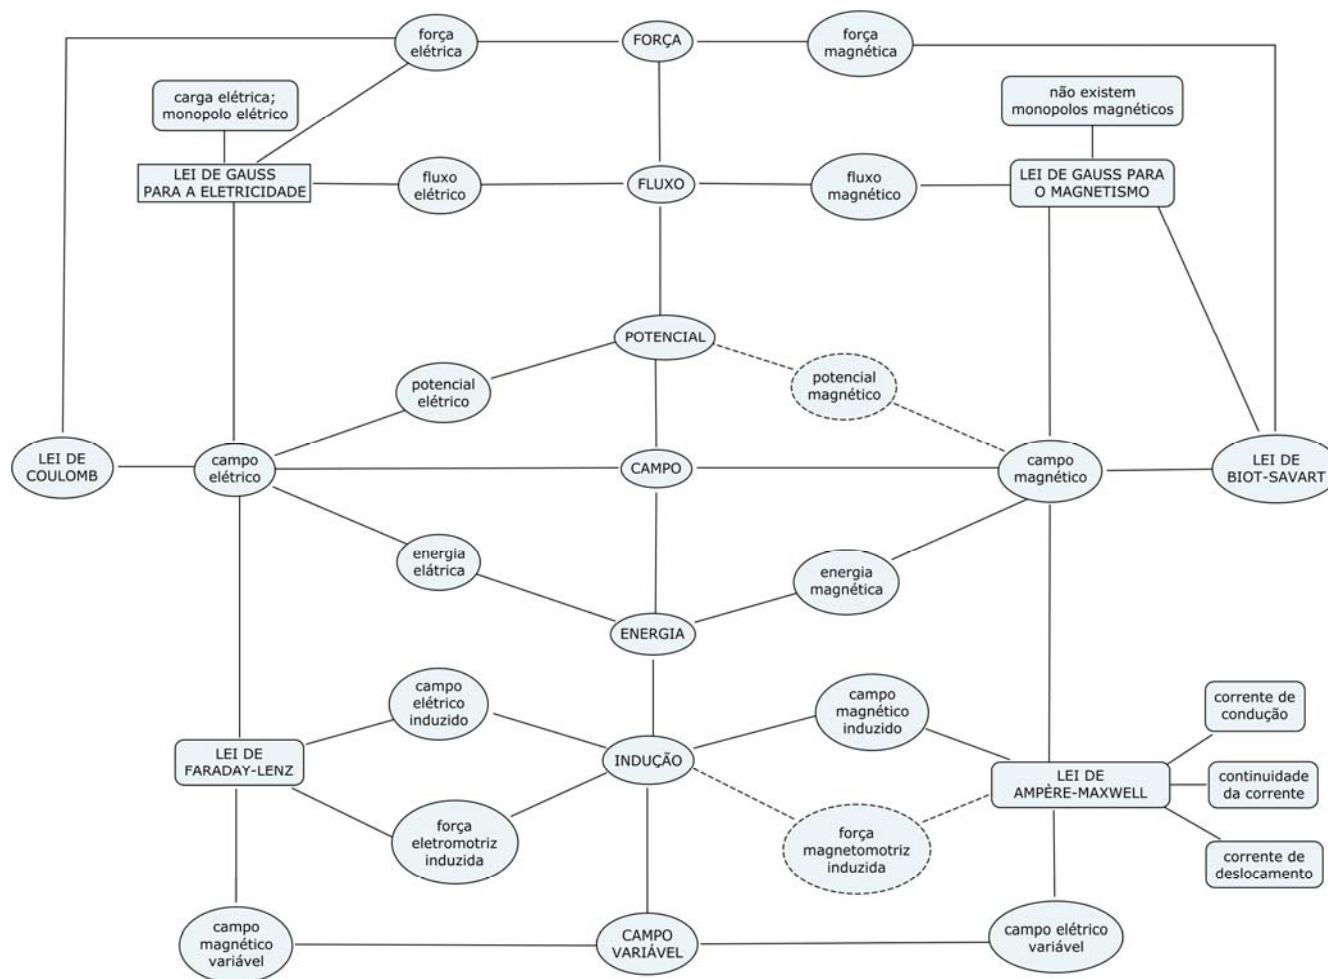 força
elétrica
FORÇA
força
magnética
carga elétrica;
monopolo elétrico
não existem
monopolos magnéticos
LEI DE GAUSS
PARA A ELETRICIDADE
fluxo
elétrico
FLUXO
fluxo
magnético
LEI DE GAUSS PARA
O MAGNETISMO
POTENCIAL
potencial
elétrico
potencial
magnético
LEI DE
COULOMB
campo
elétrico
CAMPO
campo
magnético
LEI DE
BIOT-SAVART
energia
elátrica
energia
magnética
ENERGIA
campo
elétrico
induzido
campo
magnético
induzido
corrente de
condução
LEI DE
FARADAY-LENZ
INDUÇÃO
LEI DE
AMPÈRE-MAXWELL
continuidade
da corrente
força
eletromotriz
induzida
força
magnetomotriz
induzida
corrente de
deslocamento
campo
magnético
variável
CAMPO
VARIÁVEL
campo elétrico
variável